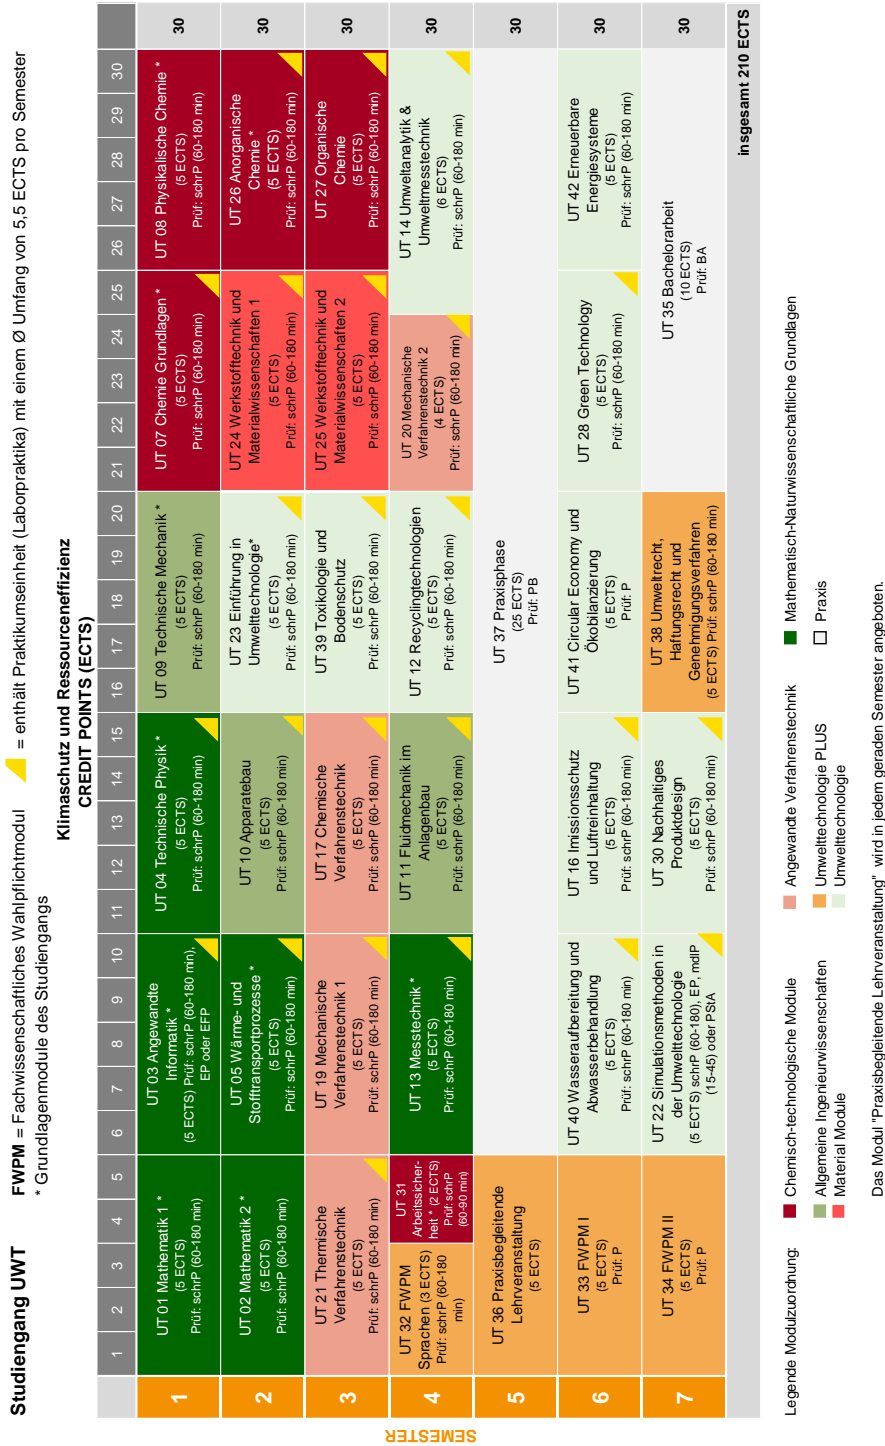 Studiengang UWT
FWPM = Fachwissenschaftliches Wahlpflichtmodul
= enthält Praktikumseinheit (Laborpraktika) mit einem Ø Umfang von 5,5 ECTS pro Semester
* Grundlagenmodule des Studiengangs
Klimaschutz und Ressourceneffizienz
CREDIT POINTS (ECTS)
1 2 3 4 5 6 7 8 9 10 11 12 13 14 15 16 17 18 19 20 21 22 23 24 25 26 27 28 29 30
SEMESTER
1
UT 01 Mathematik 1 *
(5 ECTS)
Prüf: schrP (60-180 min)
UT 03 Angewandte
Informatik *
(5 ECTS) Prüf: schrP (60-180 min),
EP oder EFP
UT 04 Technische Physik *
(5 ECTS)
Prüf: schrP (60-180 min)
UT 09 Technische Mechanik *
(5 ECTS)
Prüf: schrP (60-180 min)
UT 07 Chemie Grundlagen *
(5 ECTS)
Prüf: schrP (60-180 min)
UT 08 Physikalische Chemie *
(5 ECTS)
Prüf: schrP (60-180 min)
30
2
UT 02 Mathematik 2 *
(5 ECTS)
Prüf: schrP (60-180 min)
UT 05 Wärme- und
Stofftransportprozesse *
(5 ECTS)
Prüf: schrP (60-180 min)
UT 10 Apparatebau
(5 ECTS)
Prüf: schrP (60-180 min)
UT 23 Einführung in
Umwelttechnologie*
(5 ECTS)
Prüf: schrP (60-180 min)
UT 24 Werkstofftechnik und
Materialwissenschaften 1
(5 ECTS)
Prüf: schrP (60-180 min)
UT 26 Anorganische
Chemie *
(5 ECTS)
Prüf: schrP (60-180 min)
30
3
UT 21 Thermische
Verfahrenstechnik
(5 ECTS)
Prüf: schrP (60-180 min)
UT 19 Mechanische
Verfahrenstechnik 1
(5 ECTS)
Prüf: schrP (60-180 min)
UT 17 Chemische
Verfahrenstechnik
(5 ECTS)
Prüf: schrP (60-180 min)
UT 39 Toxikologie und
Bodenschutz
(5 ECTS)
Prüf: schrP (60-180 min)
UT 25 Werkstofftechnik und
Materialwissenschaften 2
(5 ECTS)
Prüf: schrP (60-180 min)
UT 27 Organische
Chemie
(5 ECTS)
Prüf: schrP (60-180 min)
30
4
UT 32 FWPM
Sprachen (3 ECTS)
Prüf: schrP (60-180
min)
UT 31
Arbeitssicher-
heit * (2 ECTS)
Prüf: schrP
(60-90 min)
UT 13 Messtechnik *
(5 ECTS)
Prüf: schrP (60-180 min)
UT 11 Fluidmechanik im
Anlagenbau
(5 ECTS)
Prüf: schrP (60-180 min)
UT 12 Recyclingtechnologien
(5 ECTS)
Prüf: schrP (60-180 min)
UT 20 Mechanische
Verfahrenstechnik 2
(4 ECTS)
Prüf: schrP (60-180 min)
UT 14 Umweltanalytik &
Umweltmesstechnik
(6 ECTS)
Prüf: schrP (60-180 min)
30
5
UT 36 Praxisbegleitende
Lehrveranstaltung
(5 ECTS)
UT 37 Praxisphase
(25 ECTS)
Prüf: PB
30
6
UT 33 FWPM I
(5 ECTS)
Prüf: P
UT 40 Wasseraufbereitung und
Abwasserbehandlung
(5 ECTS)
Prüf: schrP (60-180 min)
UT 16 Imissionsschutz
und Luftreinhaltung
(5 ECTS)
Prüf: schrP (60-180 min)
UT 41 Circular Economy und
Ökobilanzierung
(5 ECTS)
Prüf: P
UT 28 Green Technology
(5 ECTS)
Prüf: schrP (60-180 min)
UT 42 Erneuerbare
Energiesysteme
(5 ECTS)
Prüf: schrP (60-180 min)
30
7
UT 34 FWPM II
(5 ECTS)
Prüf: P
UT 22 Simulationsmethoden in
der Umwelttechnologie
(5 ECTS) schrP (60-180), EP, mdlP
(15-45) oder PStA
UT 30 Nachhaltiges
Produktdesign
(5 ECTS)
Prüf: schrP (60-180 min)
UT 38 Umweltrecht,
Haftungsrecht und
Genehmigungsverfahren
(5 ECTS) Prüf: schrP (60-180 min)
UT 35 Bachelorarbeit
(10 ECTS)
Prüf: BA
30
insgesamt 210 ECTS
Legende Modulzuordnung:
Chemisch-technologische Module
Angewandte Verfahrenstechnik
Mathematisch-Naturwissenschaftliche Grundlagen
Allgemeine Ingenieurwissenschaften
Umwelttechnologie PLUS
Praxis
Material Module
Umwelttechnologie
Das Modul "Praxisbegleitende Lehrveranstaltung" wird in jedem geraden Semester angeboten.